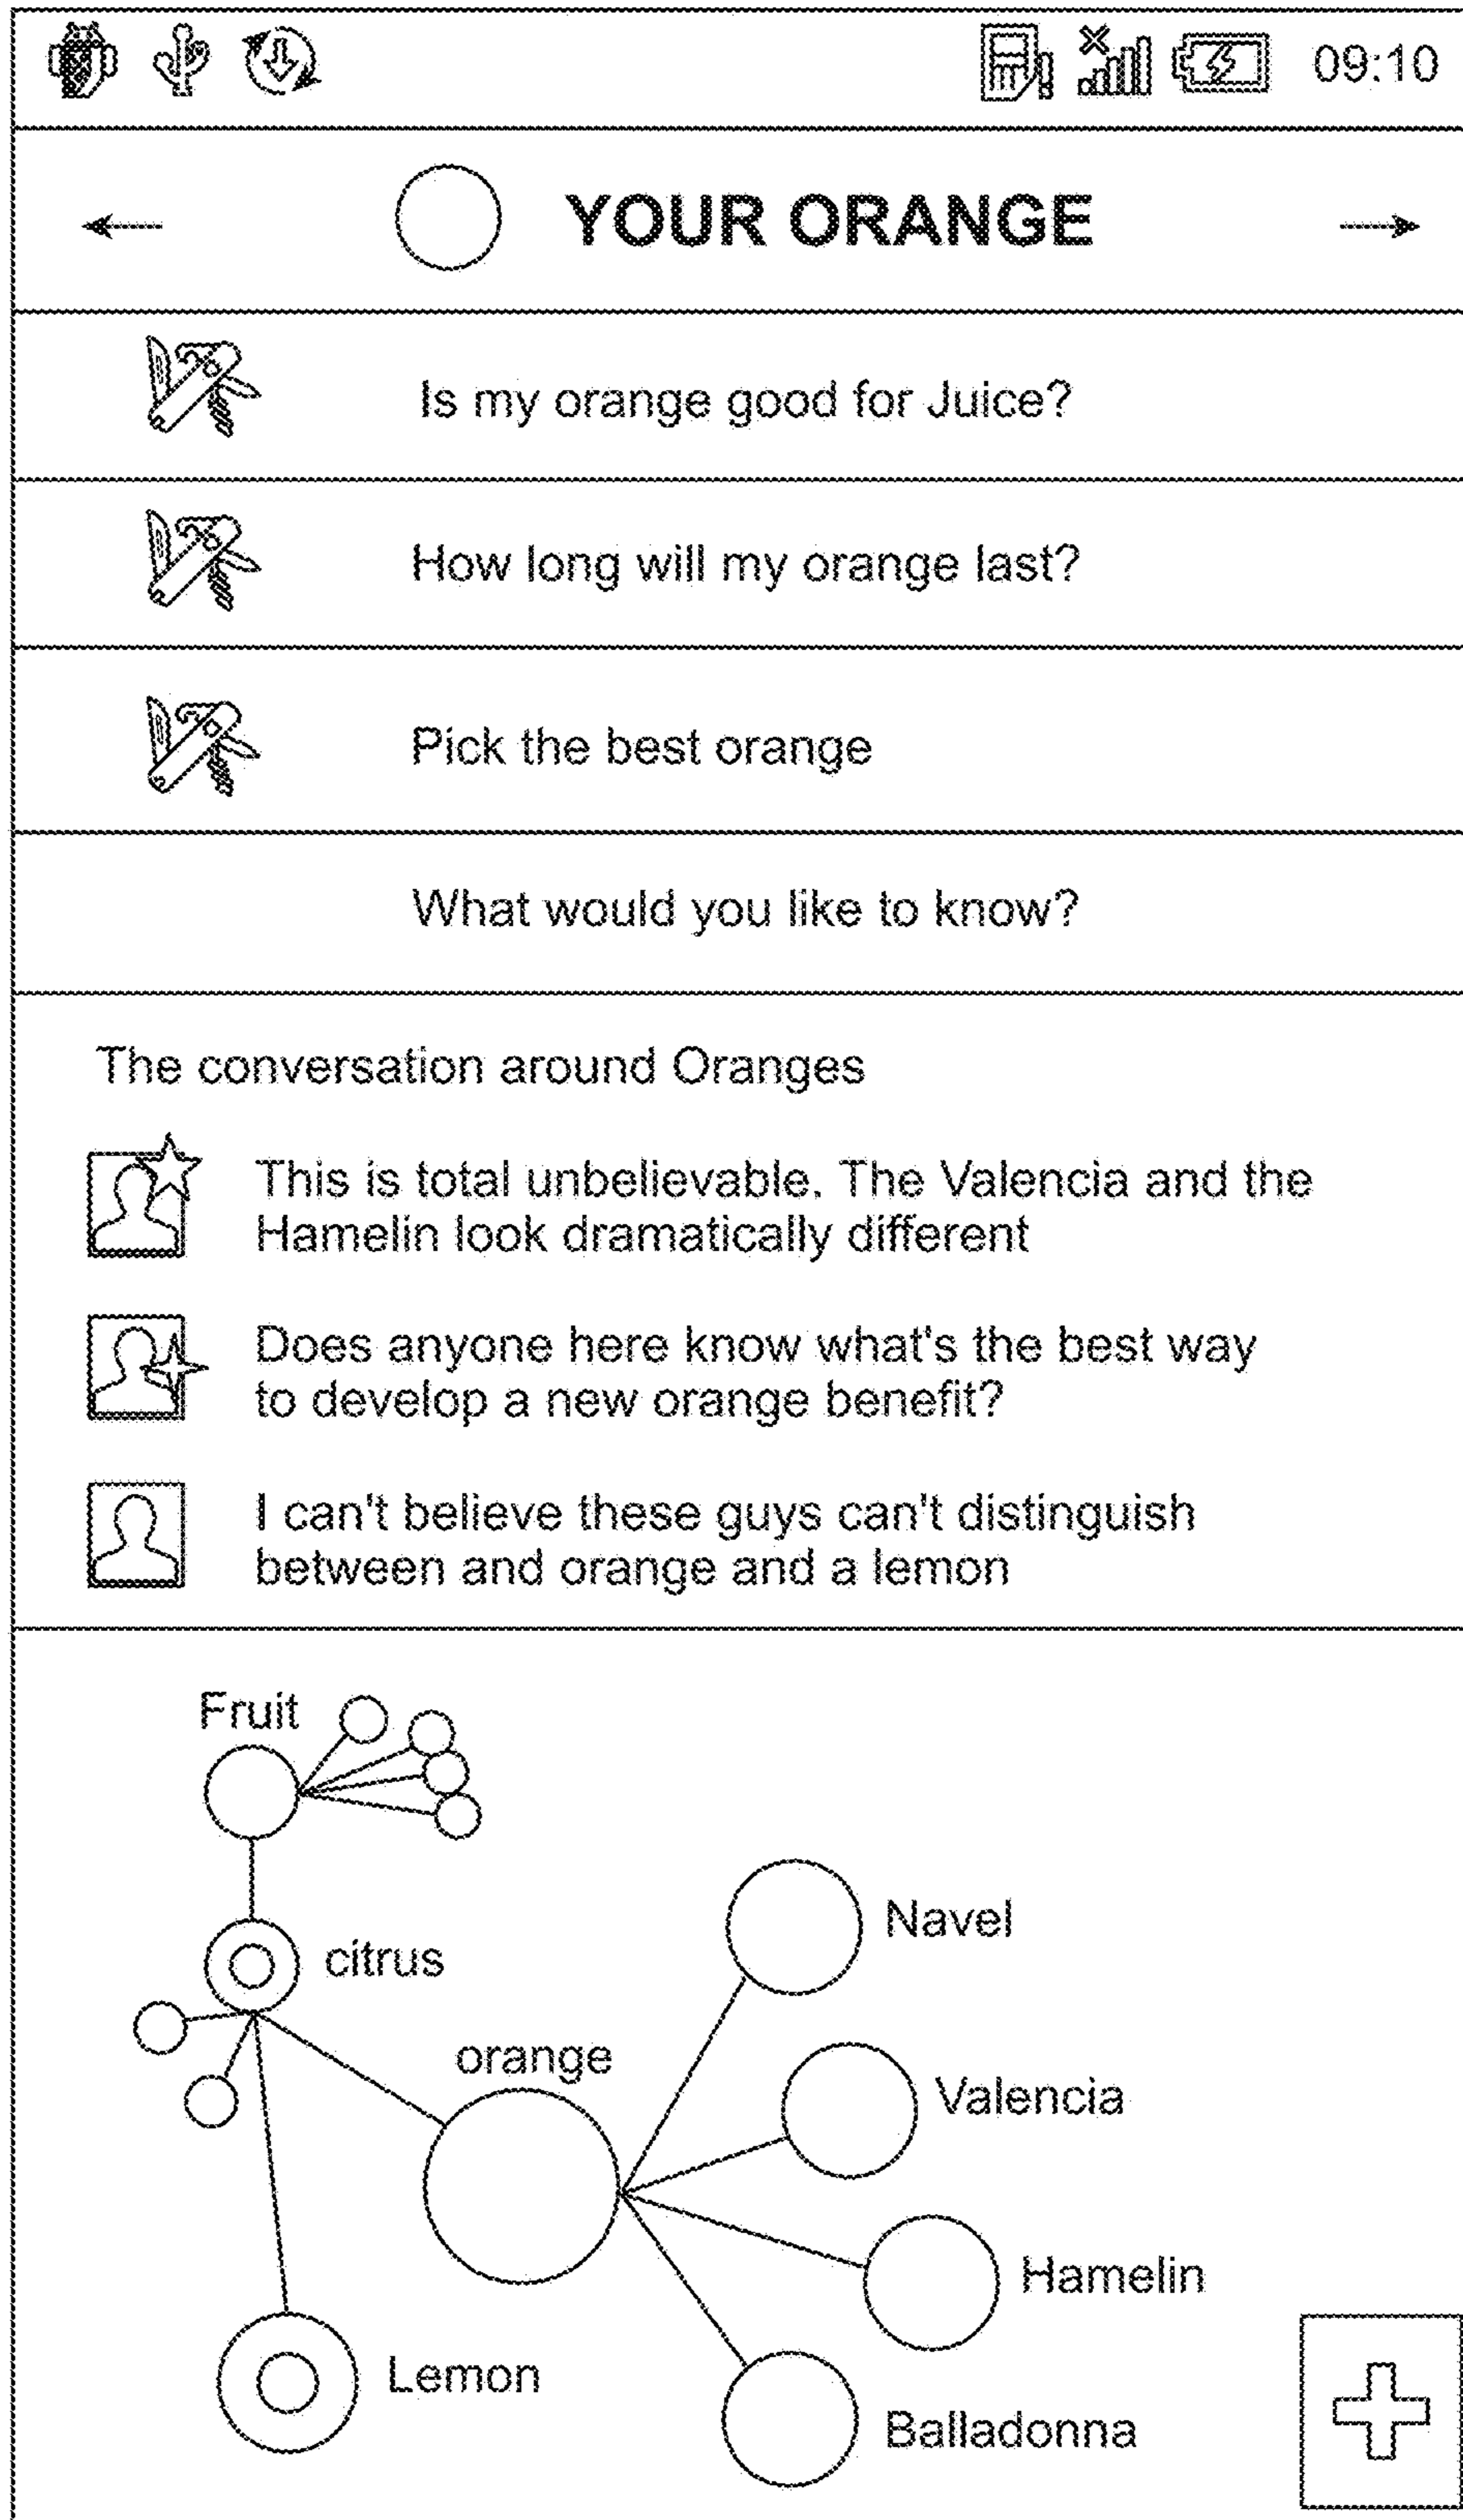 09:10
YOUR ORANGE
Is my orange good for Juice?
How long will my orange last?
Pick the best orange
What would you like to know?
The conversation around Oranges
This is total unbelievable. The Valencia and the
Hamelin look dramatically different
Does anyone here know what's the best way
to develop a new orange benefit?
I can't believe these guys can't distinguish
between and orange and a lemon
Fruit
citrus
orange
Navel
Valencia
Hamelin
Lemon
Balladonna